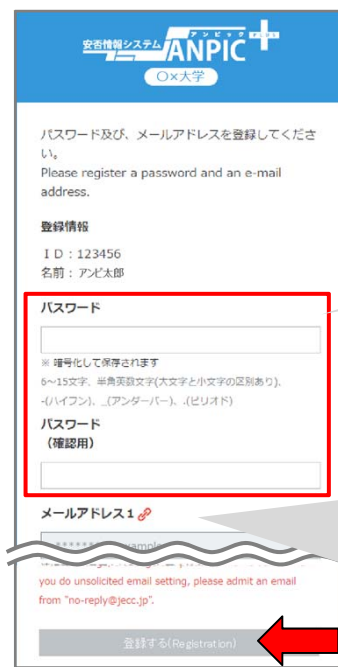 安否情報システム
アンピック PLUS
ANPIC
○×大学
パスワード及び、メールアドレスを登録してくださ
い。
Please register a password and an e-mail
address.
登録情報
ID:123456
名前:アンピ太郎
パスワード
※ 暗号化して保存されます
6～15文字、半角英数文字(大文字と小文字の区別あり)、
-(ハイフン)、_(アンダーバー)、.(ピリオド)
パスワード
(確認用)
メールアドレス1
you do unsolicited email setting, please admit an email
from "no-reply@jecc.jp".
登録する(Registration)